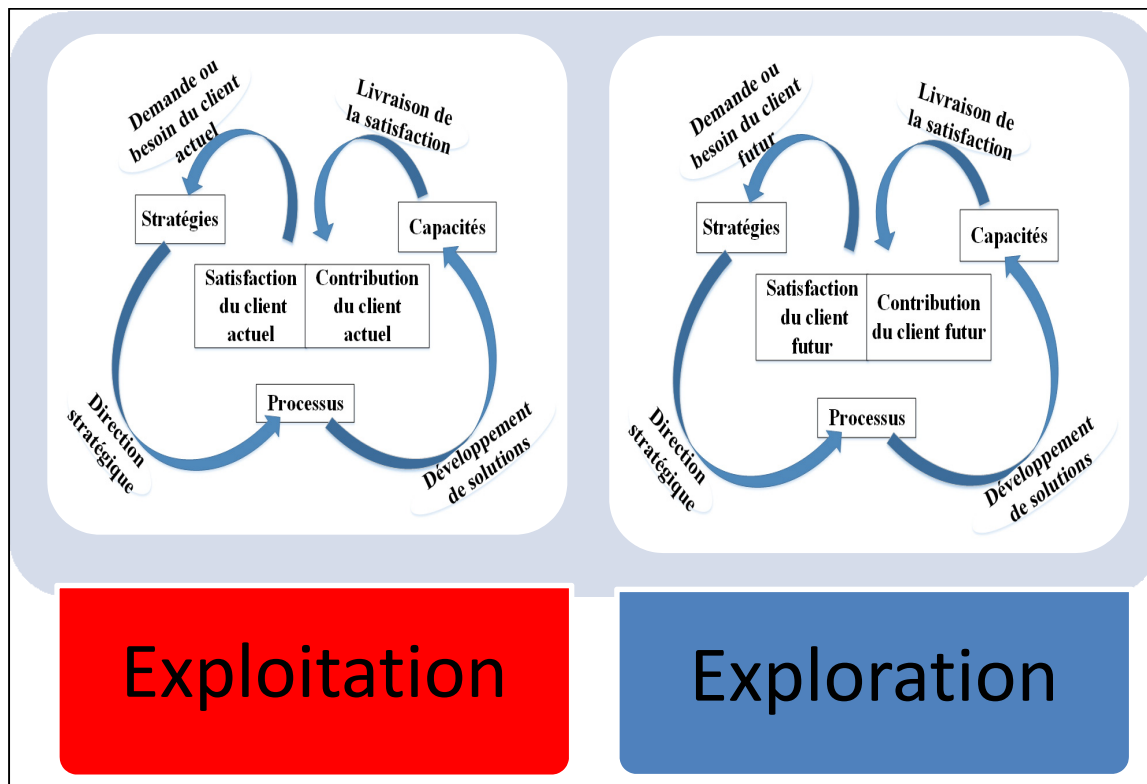 Demande ou
besoin du client
actuel
Livraison de
la satisfaction
Stratégies
Capacités
Satisfaction
du client
actuel
Contribution
du client
actuel
Processus
Direction
stratégique
Développement
de solutions
Exploitation
Demande ou
besoin du client
futur
Livraison de
la satisfaction
Stratégies
Capacités
Satisfaction
du client
futur
Contribution
du client futur
Processus
Direction
stratégique
Développement
de solutions
Exploration